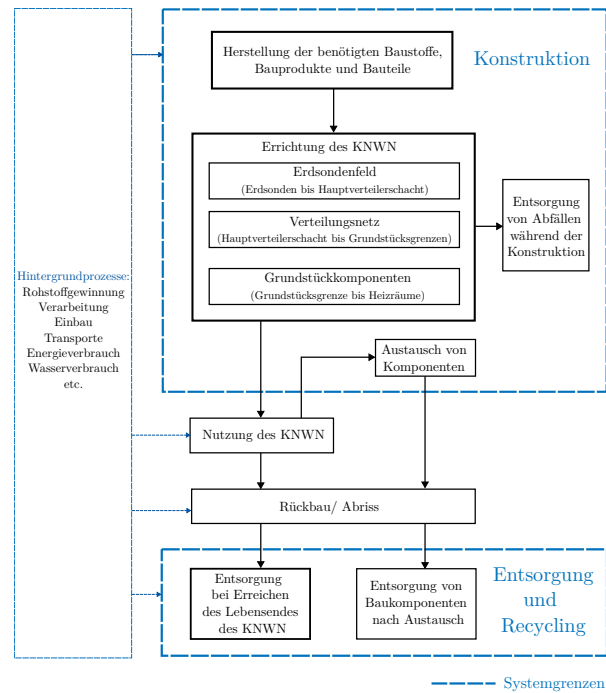 Herstellung der benötigten Baustoffe,
Bauprodukte und Bauteile
Konstruktion
Errichtung des KNWN
Erdsondenfeld
(Erdsonden bis Hauptverteilerschacht)
Verteilungsnetz
(Hauptverteilerschacht bis Grundstücksgrenzen)
Grundstückkomponenten
(Grundstücksgrenze bis Heizräume)
Entsorgung
von Abfällen
während der
Konstruktion
Hintergrundprozesse:
Rohstoffgewinnung
Verarbeitung
Einbau
Transporte
Energieverbrauch
Wasserverbrauch
etc.
Austausch von
Komponenten
Nutzung des KNWN
Rückbau/ Abriss
Entsorgung
bei Erreichen
des Lebensendes
des KNWN
Entsorgung von
Baukomponenten
nach Austausch
Entsorgung
und
Recycling
Systemgrenzen